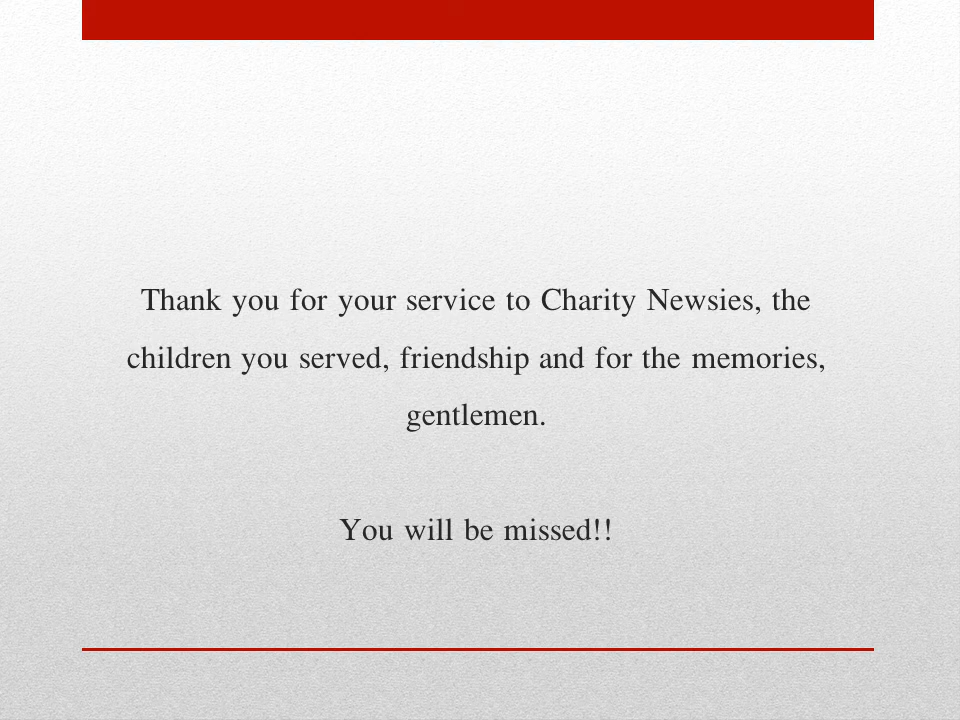 Thank you for your service to Charity Newsies, the
children you served, friendship and for the memories,
gentlemen.
You will be missed!!